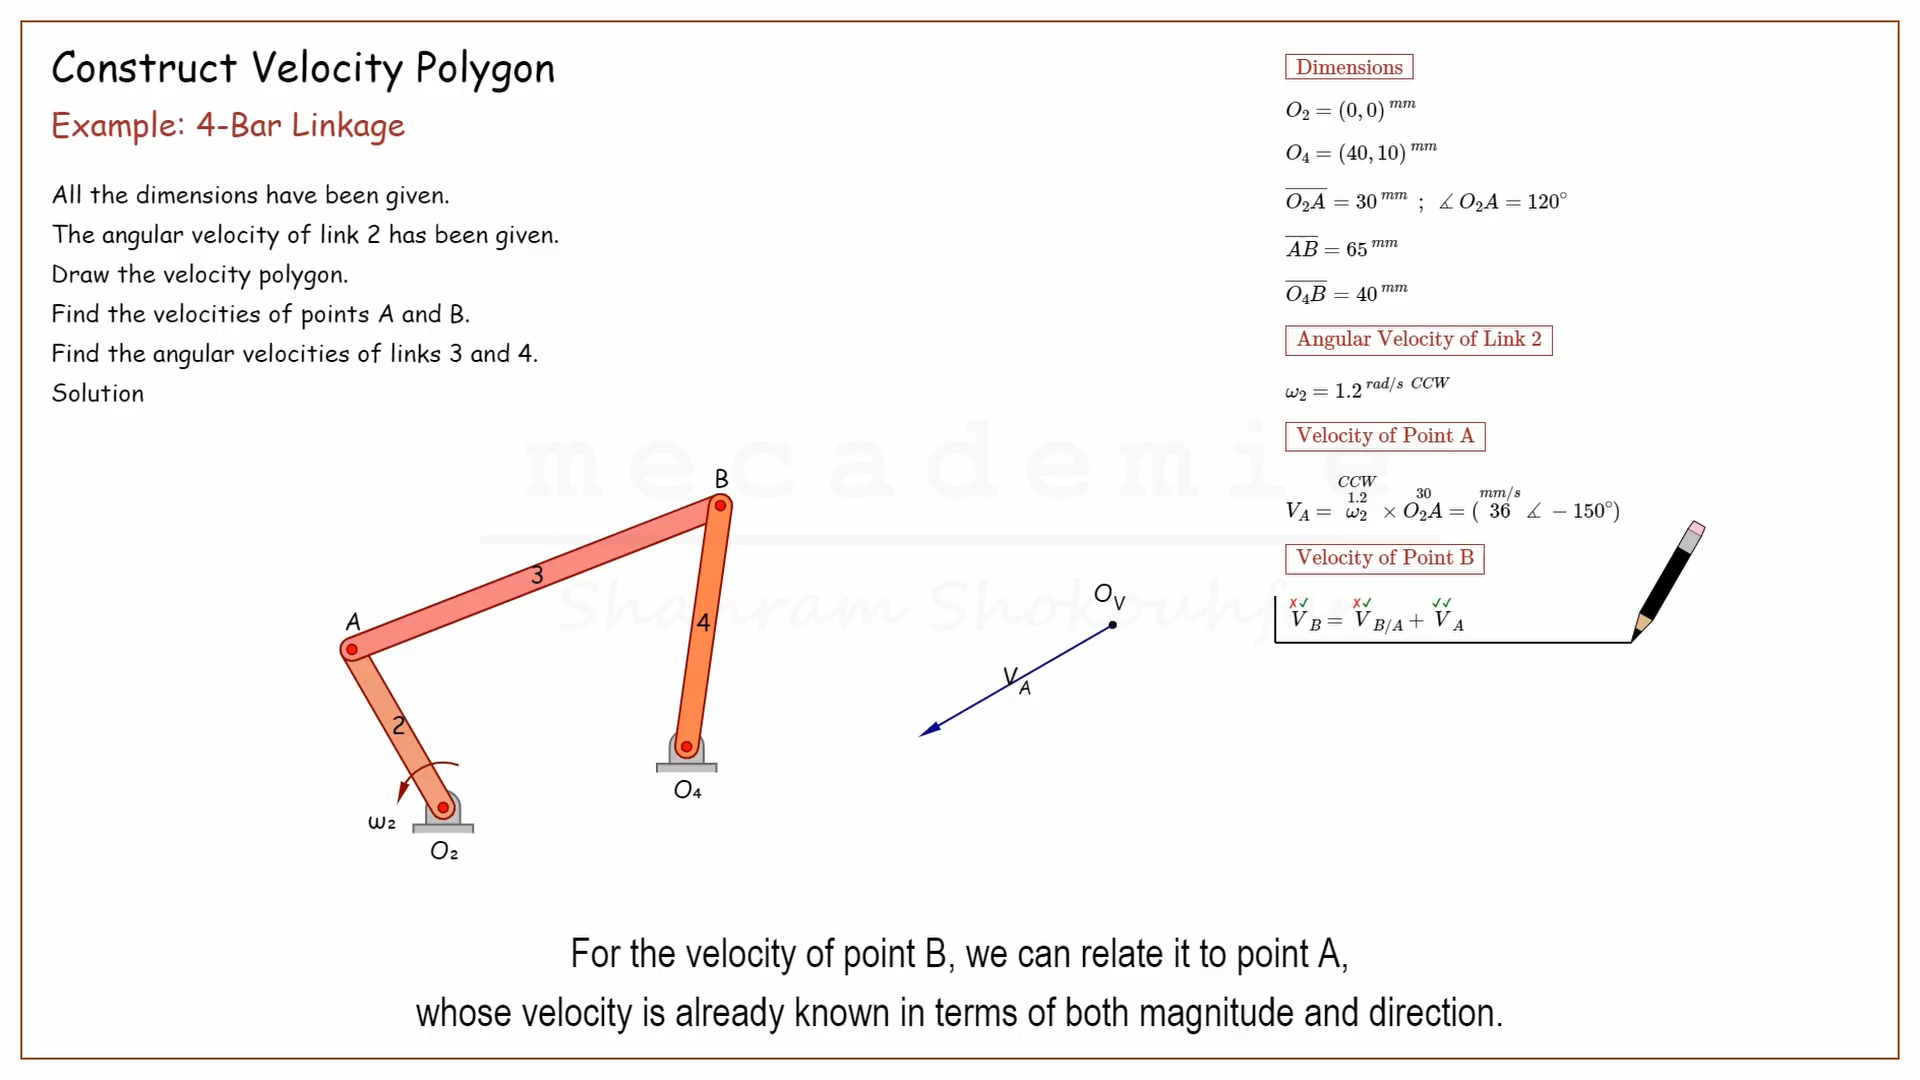 Construct Velocity Polygon
Example: 4-Bar Linkage
All the dimensions have been given.
The angular velocity of link 2 has been given.
Draw the velocity polygon.
Find the velocities of points A and B.
Find the angular velocities of links 3 and 4.
Solution
Dimensions
O₂ = (0, 0) mm
O₄ = (40, 10) mm
O₂A = 30 mm ; ∡ O₂A = 120°
AB = 65 mm
O₄B = 40 mm
Angular Velocity of Link 2
ω₂ = 1.2 rad/s CCW
Velocity of Point A
CCW
1.2 30 mm/s
V_A = ω₂ × O₂A = ( 36 ∡ − 150°)
Velocity of Point B
✗✓ ✗✓ ✓✓
V_B = V_B/A + V_A
mecademie
Shahram Shokouhfar
B
3
A
4
2
ω₂
O₂
O₄
O_V
V_A
For the velocity of point B, we can relate it to point A,
whose velocity is already known in terms of both magnitude and direction.